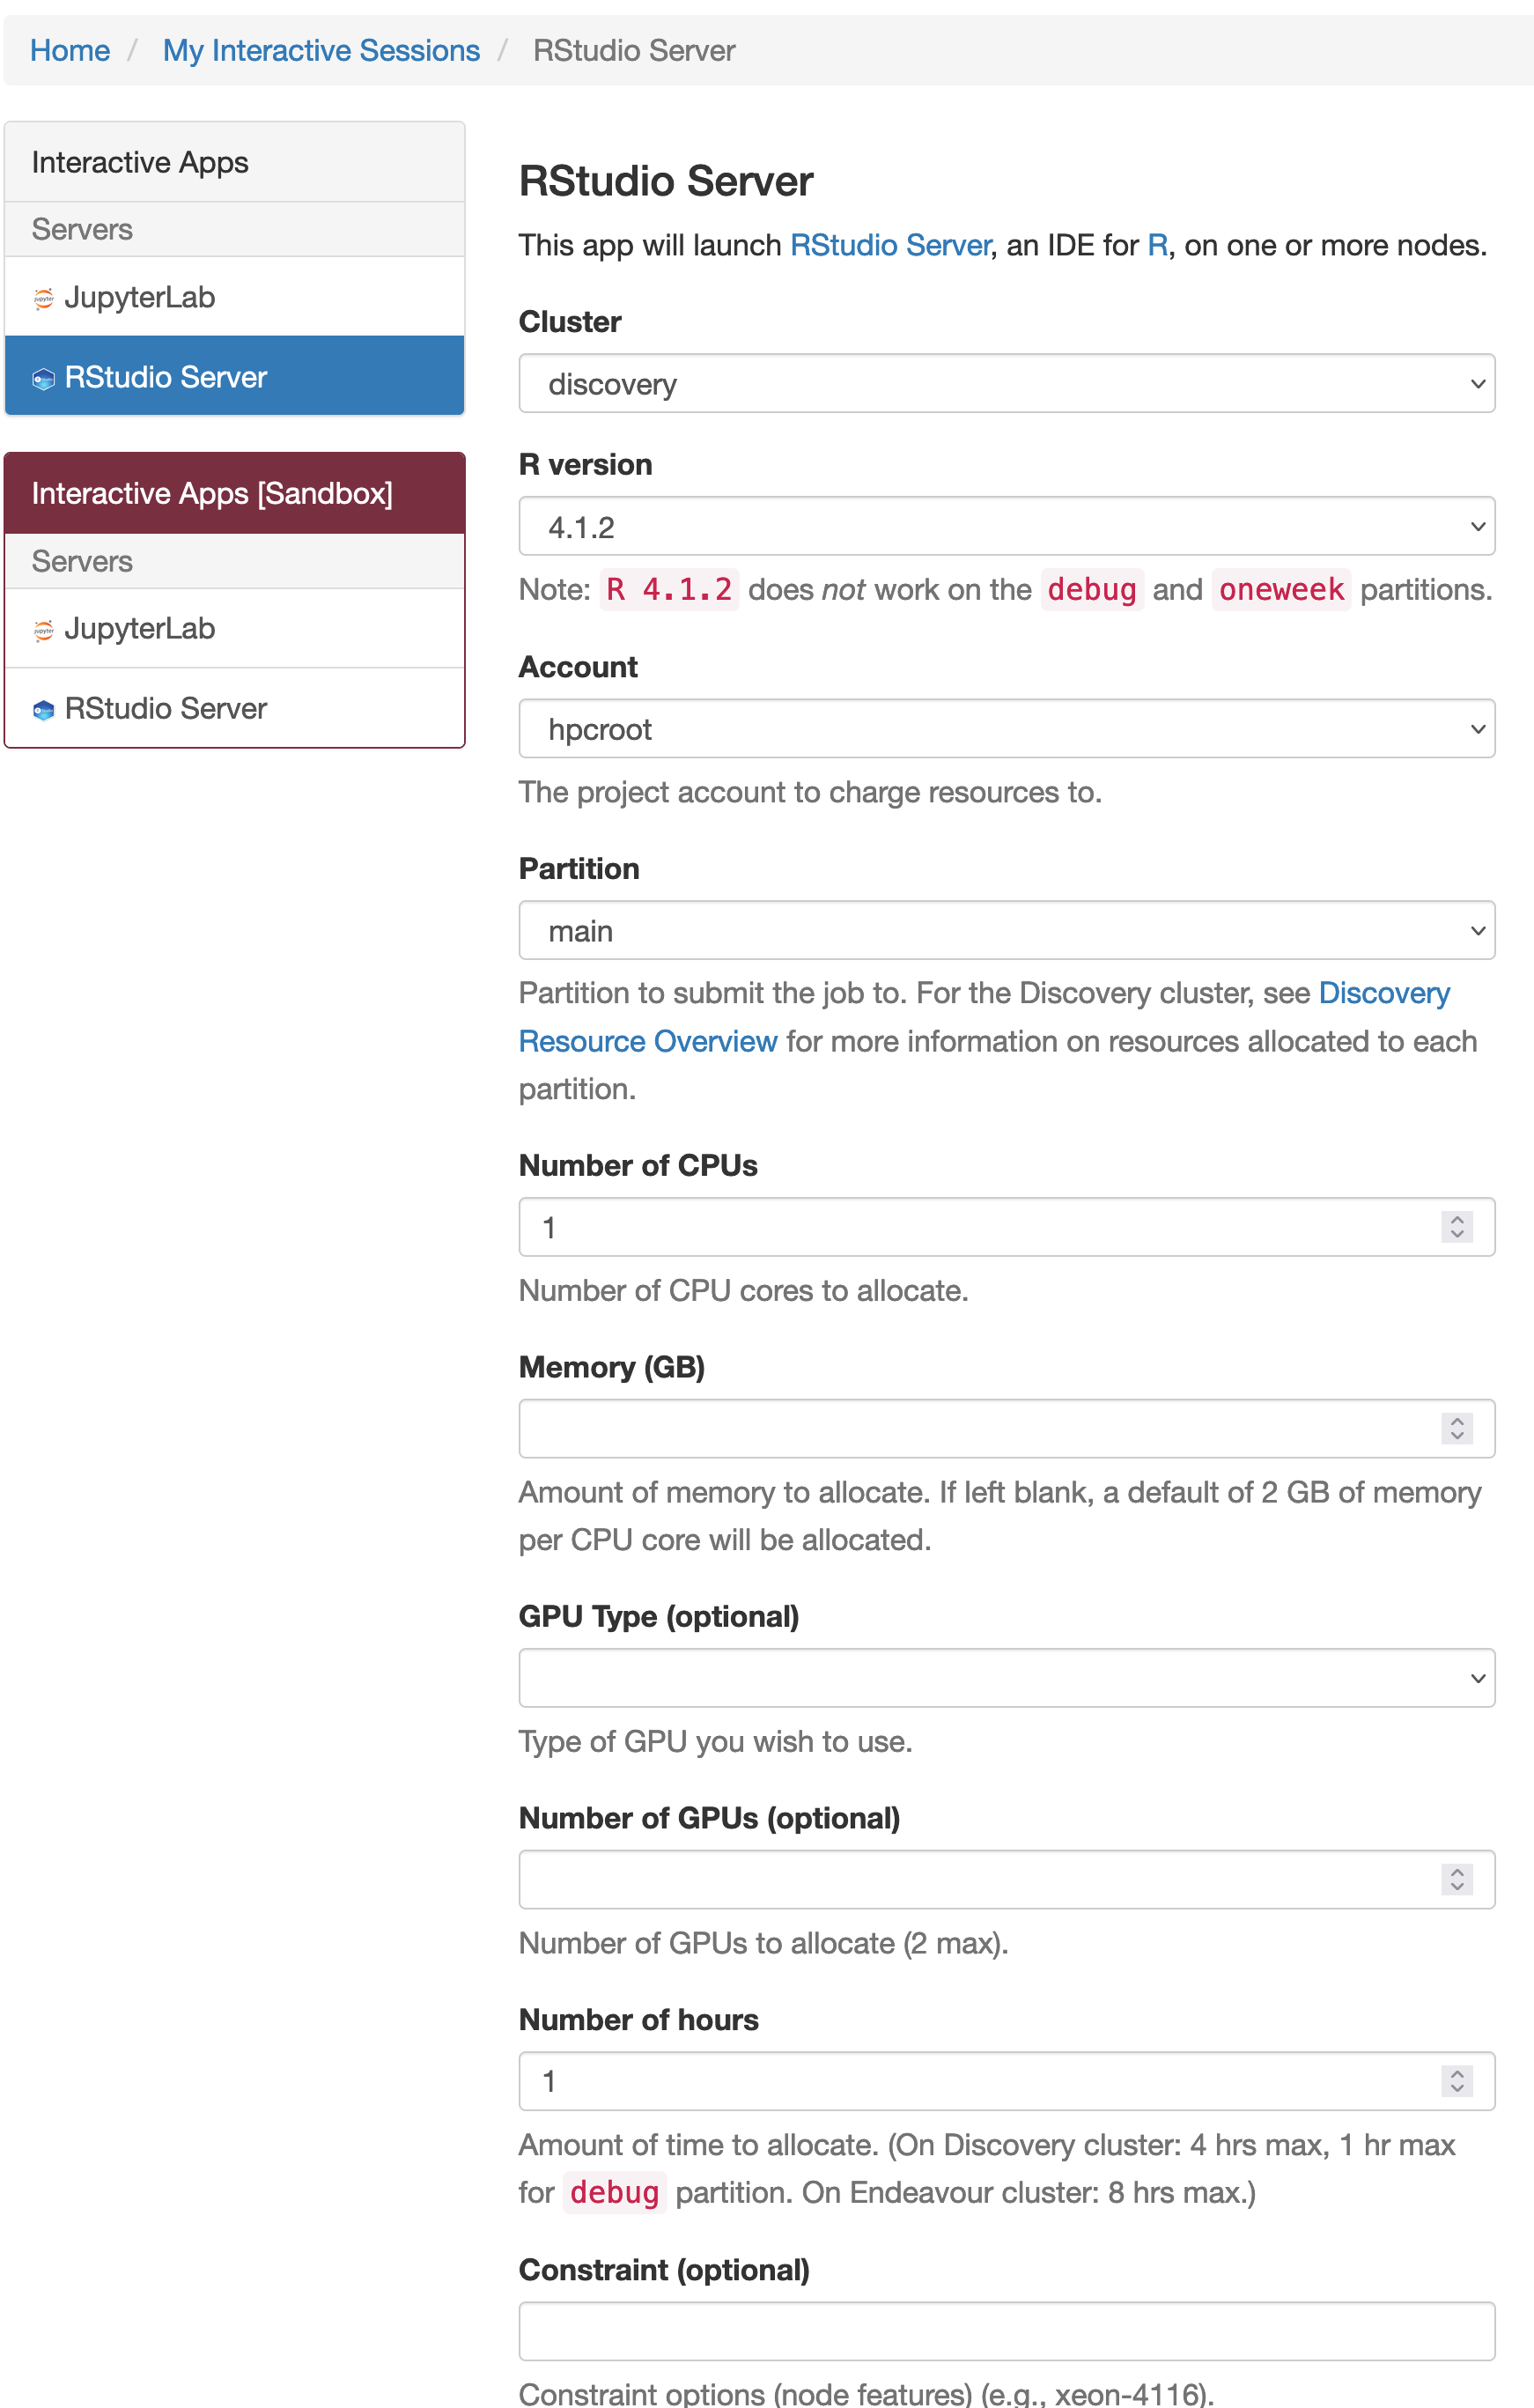 Home / My Interactive Sessions / RStudio Server
Interactive Apps
Servers
JupyterLab
RStudio Server
Interactive Apps [Sandbox]
Servers
JupyterLab
RStudio Server
RStudio Server
This app will launch RStudio Server, an IDE for R, on one or more nodes.
Cluster
discovery
R version
4.1.2
Note: R 4.1.2 does not work on the debug and oneweek partitions.
Account
hpcroot
The project account to charge resources to.
Partition
main
Partition to submit the job to. For the Discovery cluster, see Discovery
Resource Overview for more information on resources allocated to each
partition.
Number of CPUs
1
Number of CPU cores to allocate.
Memory (GB)
Amount of memory to allocate. If left blank, a default of 2 GB of memory
per CPU core will be allocated.
GPU Type (optional)
Type of GPU you wish to use.
Number of GPUs (optional)
Number of GPUs to allocate (2 max).
Number of hours
1
Amount of time to allocate. (On Discovery cluster: 4 hrs max, 1 hr max
for debug partition. On Endeavour cluster: 8 hrs max.)
Constraint (optional)
Constraint options (node features) (e.g., xeon-4116).